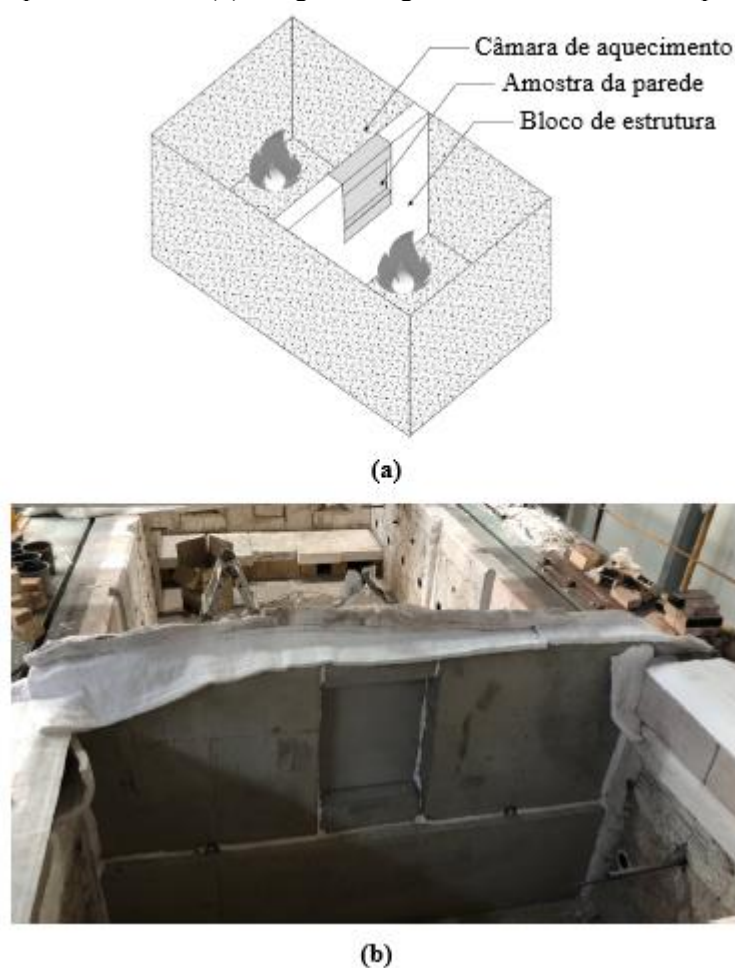 Câmara de aquecimento
Amostra da parede
Bloco de estrutura
(a)
(b)